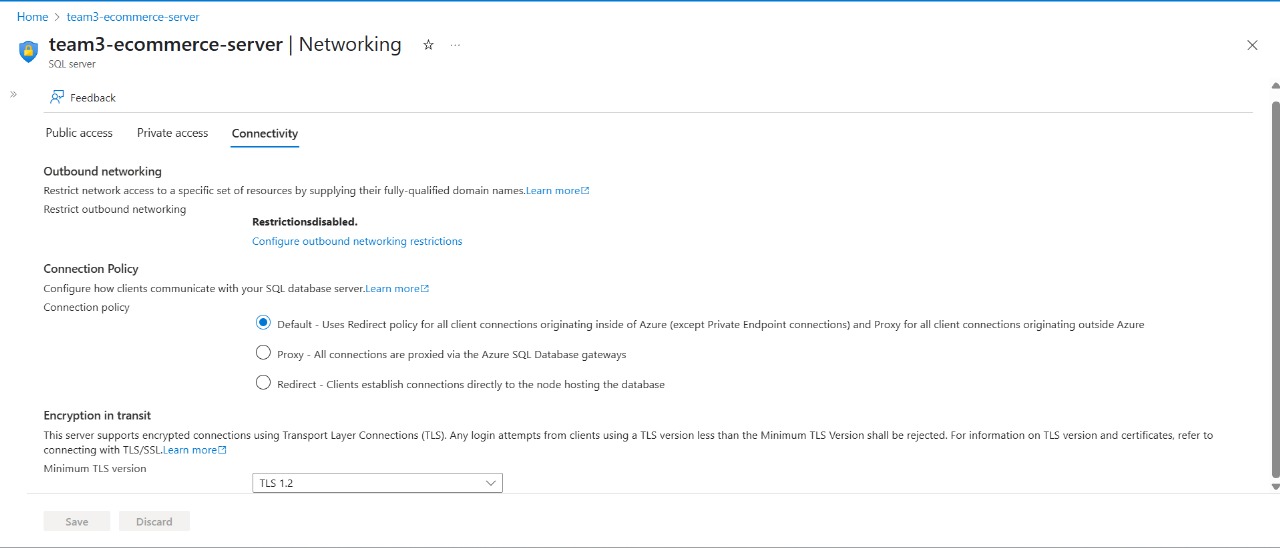 Home > team3-ecommerce-server
team3-ecommerce-server | Networking
SQL server
Feedback
Public access Private access Connectivity
Outbound networking
Restrict network access to a specific set of resources by supplying their fully-qualified domain names.Learn more
Restrict outbound networking
Restrictionsdisabled.
Configure outbound networking restrictions
Connection Policy
Configure how clients communicate with your SQL database server.Learn more
Connection policy
Default - Uses Redirect policy for all client connections originating inside of Azure (except Private Endpoint connections) and Proxy for all client connections originating outside Azure
Proxy - All connections are proxied via the Azure SQL Database gateways
Redirect - Clients establish connections directly to the node hosting the database
Encryption in transit
This server supports encrypted connections using Transport Layer Connections (TLS). Any login attempts from clients using a TLS version less than the Minimum TLS Version shall be rejected. For information on TLS version and certificates, refer to
connecting with TLS/SSL.Learn more
Minimum TLS version
TLS 1.2
Save Discard